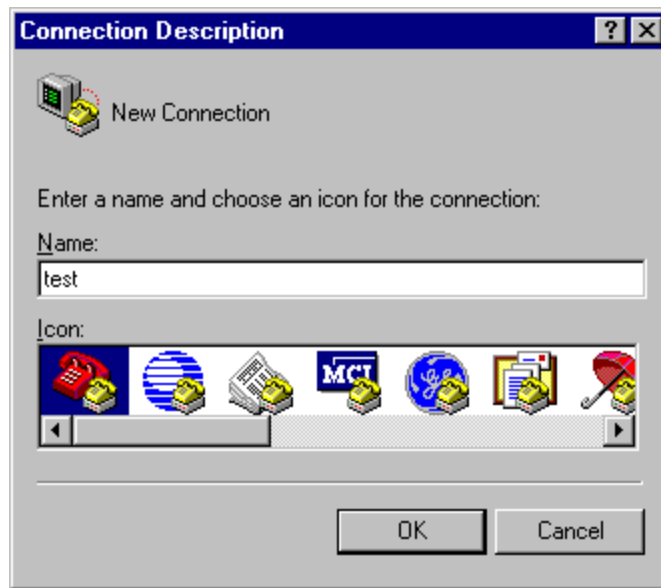 Connection Description
New Connection
Enter a name and choose an icon for the connection:
Name:
test
Icon:
MCI
OK Cancel